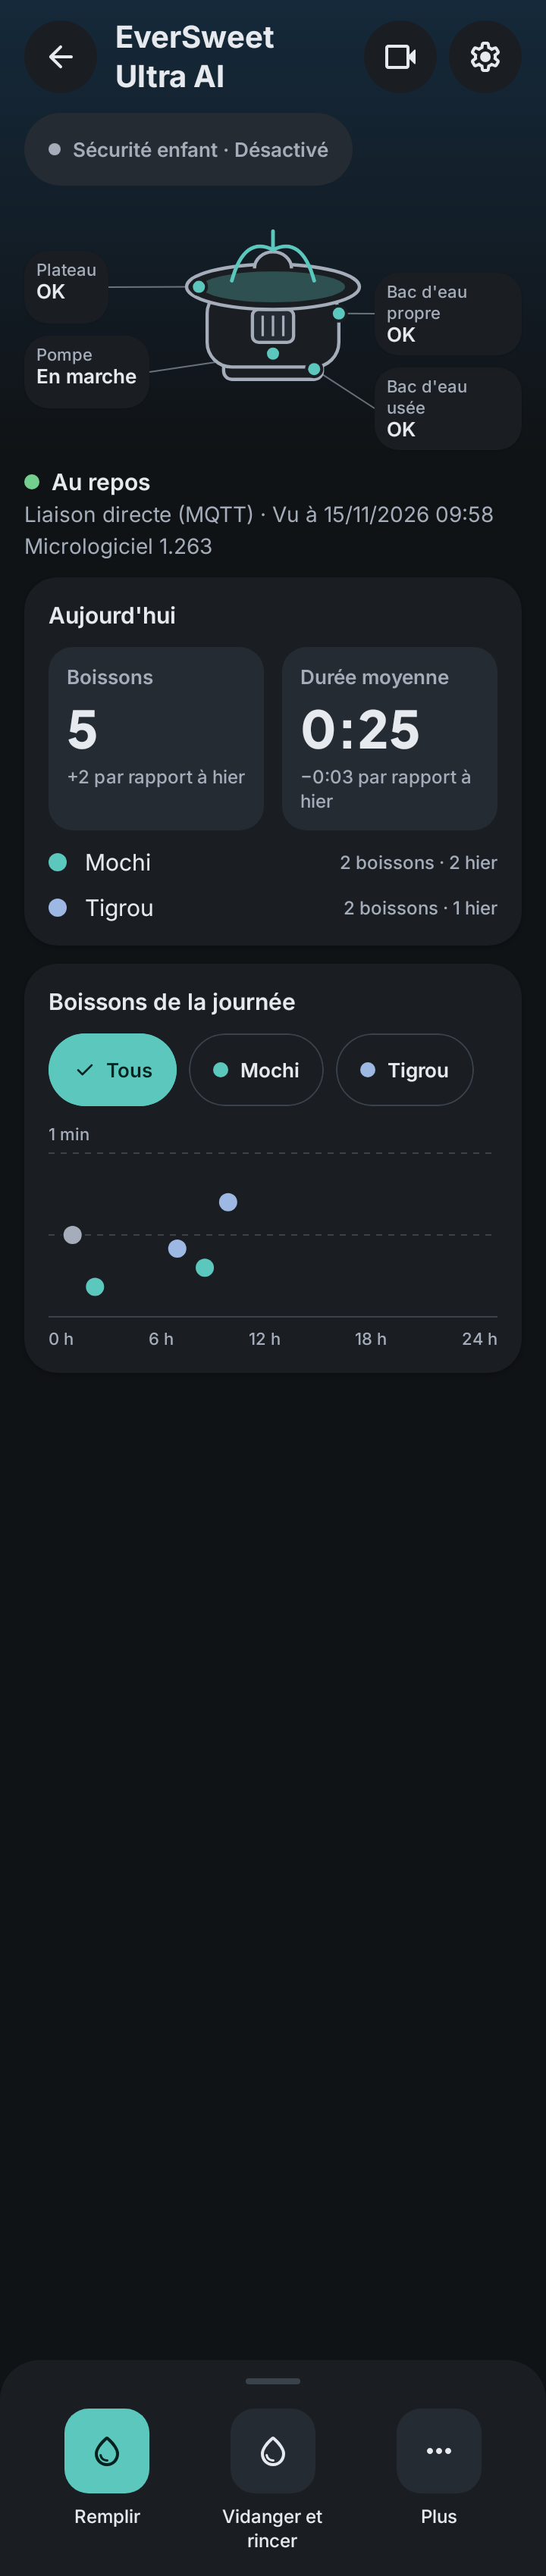 EverSweet
Ultra AI
Sécurité enfant · Désactivé
Plateau
OK
Pompe
En marche
Bac d'eau
propre
OK
Bac d'eau
usée
OK
Au repos
Liaison directe (MQTT) · Vu à 15/11/2026 09:58
Micrologiciel 1.263
Aujourd'hui
Boissons
5
+2 par rapport à hier
Durée moyenne
0:25
−0:03 par rapport à
hier
Mochi
2 boissons · 2 hier
Tigrou
2 boissons · 1 hier
Boissons de la journée
Tous
Mochi
Tigrou
1 min
0 h
6 h
12 h
18 h
24 h
Remplir
Vidanger et
rincer
Plus